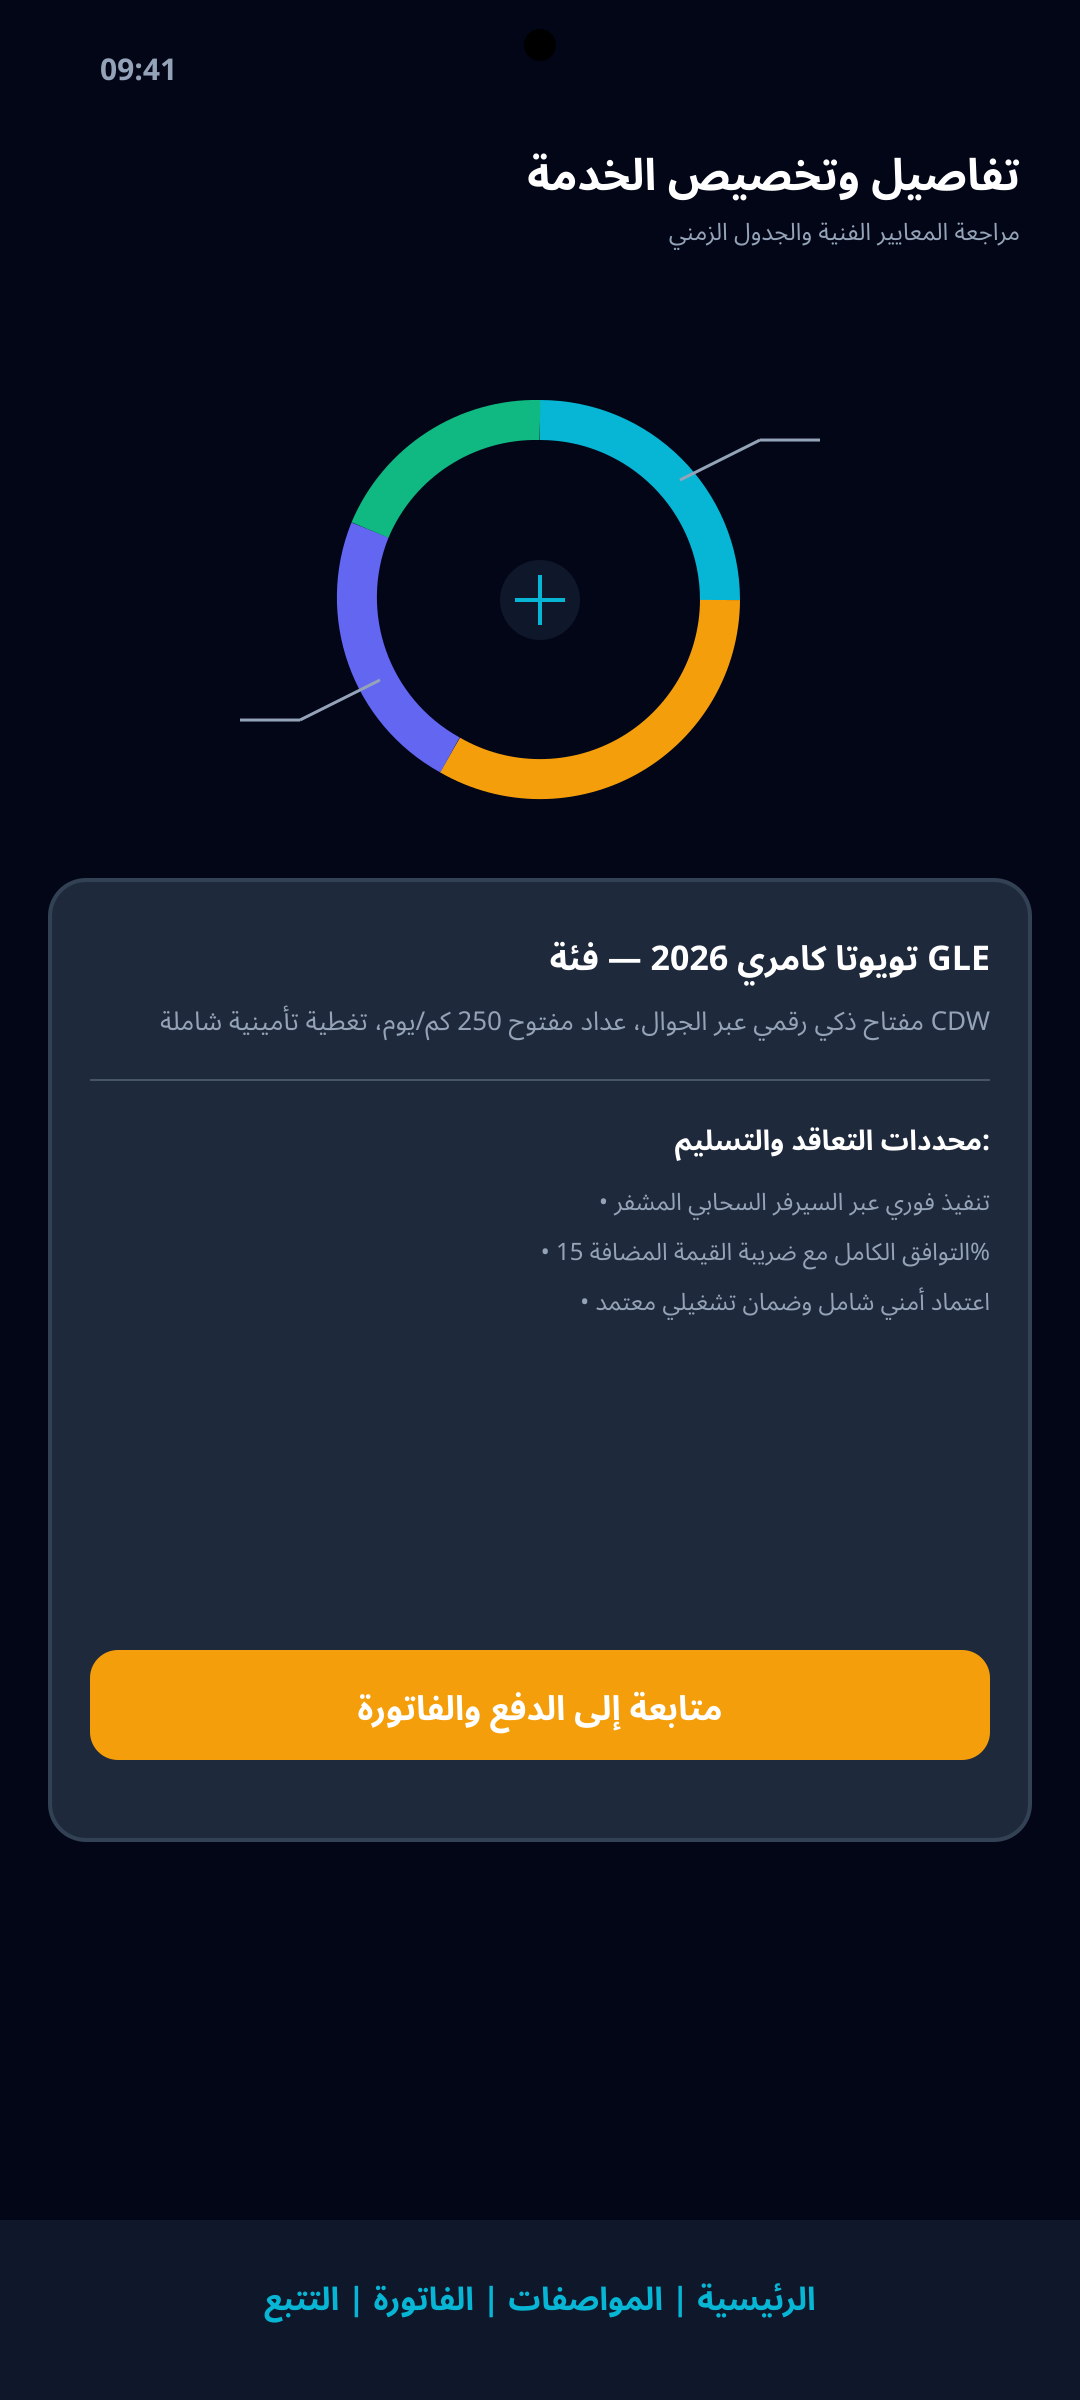 09:41
تفاصيل وتخصيص الخدمة
مراجعة المعايير الفنية والجدول الزمني
تويوتا كامري 2026 — فئة GLE
مفتاح ذكي رقمي عبر الجوال، عداد مفتوح 250 كم/يوم، تغطية تأمينية شاملة CDW
محددات التعاقد والتسليم:
• تنفيذ فوري عبر السيرفر السحابي المشفر
• التوافق الكامل مع ضريبة القيمة المضافة 15%
• اعتماد أمني شامل وضمان تشغيلي معتمد
متابعة إلى الدفع والفاتورة
الرئيسية | المواصفات | الفاتورة | التتبع